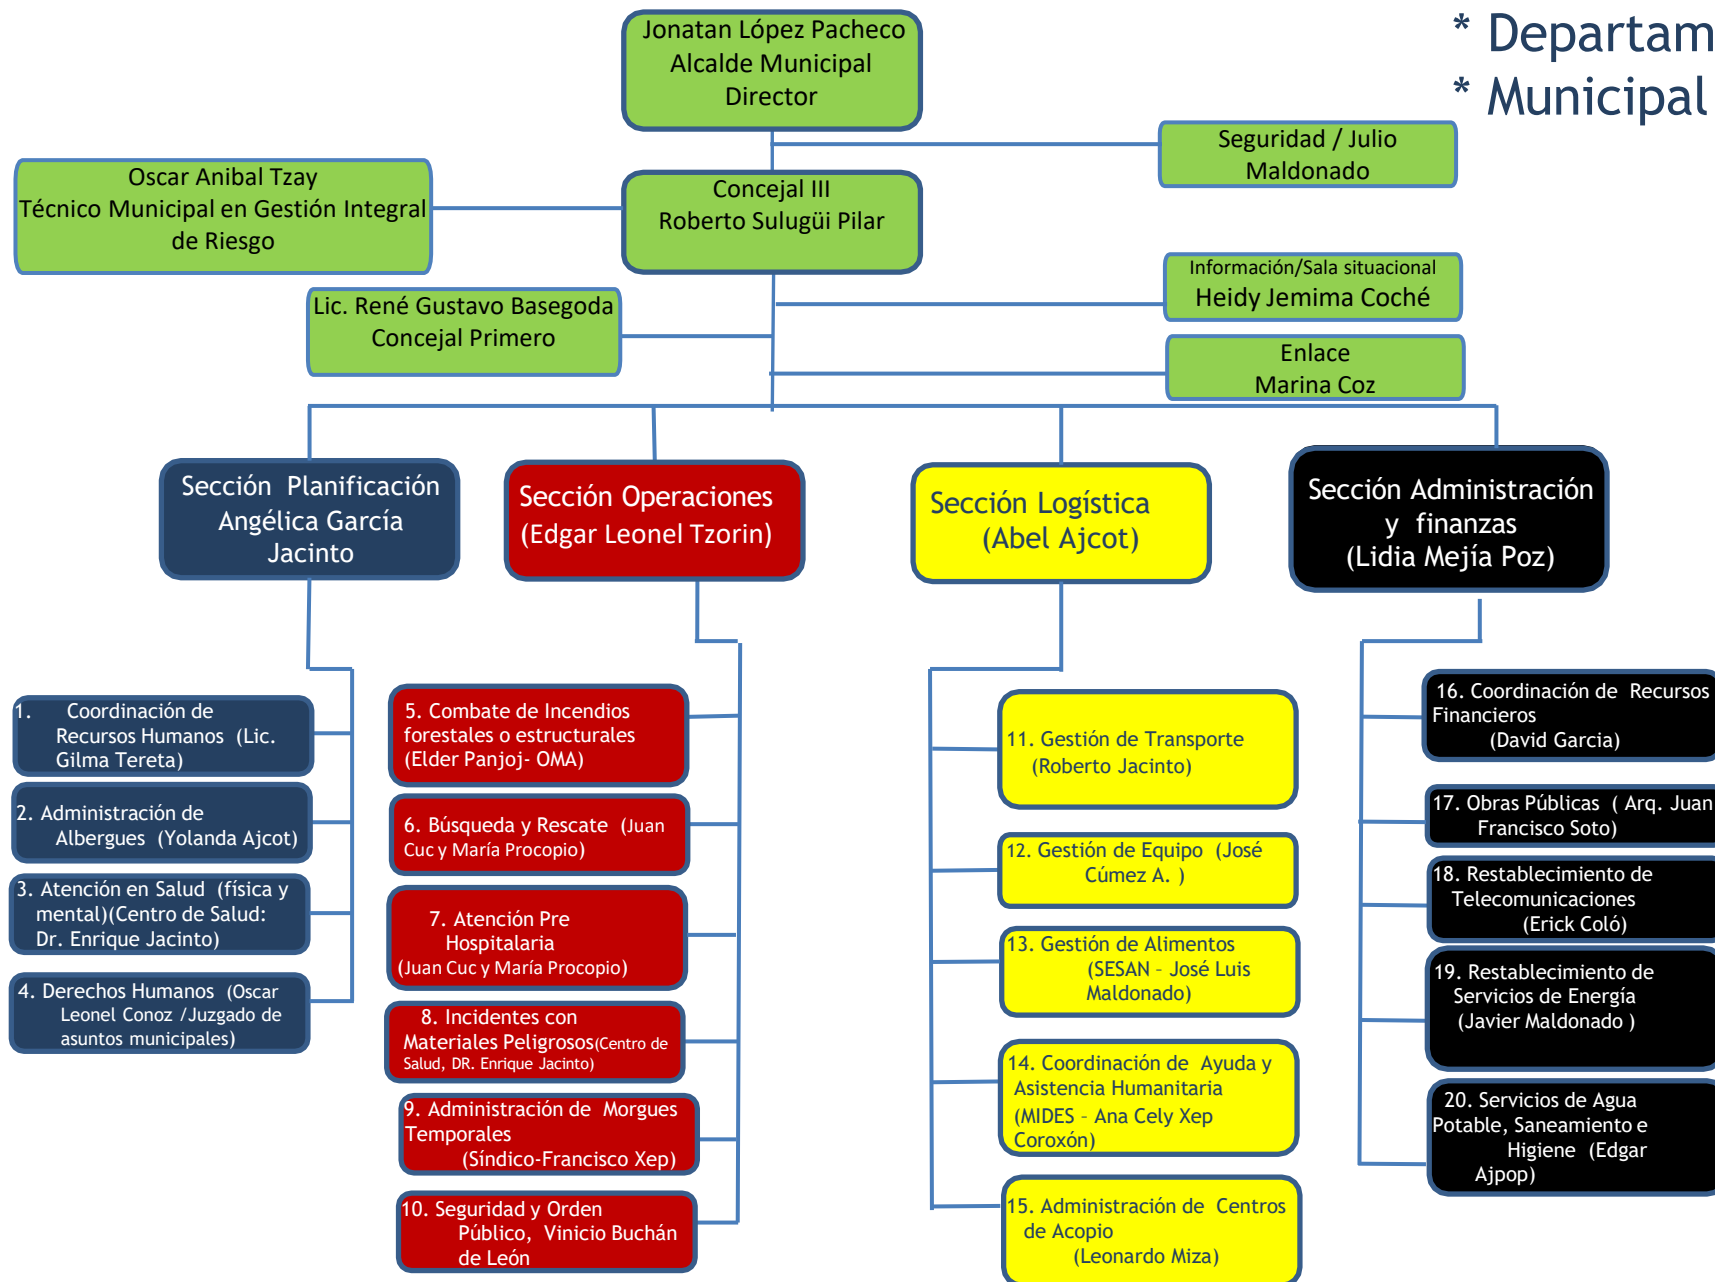 Jonatan López Pacheco
Alcalde Municipal
Director
* Departam
* Municipal
Seguridad / Julio
Maldonado
Oscar Anibal Tzay
Técnico Municipal en Gestión Integral
de Riesgo
Concejal III
Roberto Sulugüi Pilar
Información/Sala situacional
Heidy Jemima Coché
Lic. René Gustavo Basegoda
Concejal Primero
Enlace
Marina Coz
Sección Planificación
Angélica García
Jacinto
Sección Operaciones
(Edgar Leonel Tzorin)
Sección Logística
(Abel Ajcot)
Sección Administración
y finanzas
(Lidia Mejía Poz)
1. Coordinación de
Recursos Humanos (Lic.
Gilma Tereta)
2. Administración de
Albergues (Yolanda Ajcot)
3. Atención en Salud (física y
mental)(Centro de Salud:
Dr. Enrique Jacinto)
4. Derechos Humanos (Oscar
Leonel Conoz /Juzgado de
asuntos municipales)
5. Combate de Incendios
forestales o estructurales
(Elder Panjoj- OMA)
6. Búsqueda y Rescate (Juan
Cuc y María Procopio)
7. Atención Pre
Hospitalaria
(Juan Cuc y María Procopio)
8. Incidentes con
Materiales Peligrosos(Centro de
Salud, DR. Enrique Jacinto)
9. Administración de Morgues
Temporales
(Síndico-Francisco Xep)
10. Seguridad y Orden
Público, Vinicio Buchán
de León
11. Gestión de Transporte
(Roberto Jacinto)
12. Gestión de Equipo (José
Cúmez A. )
13. Gestión de Alimentos
(SESAN – José Luis
Maldonado)
14. Coordinación de Ayuda y
Asistencia Humanitaria
(MIDES – Ana Cely Xep
Coroxón)
15. Administración de Centros
de Acopio
(Leonardo Miza)
16. Coordinación de Recursos
Financieros
(David Garcia)
17. Obras Públicas ( Arq. Juan
Francisco Soto)
18. Restablecimiento de
Telecomunicaciones
(Erick Coló)
19. Restablecimiento de
Servicios de Energía
(Javier Maldonado )
20. Servicios de Agua
Potable, Saneamiento e
Higiene (Edgar
Ajpop)